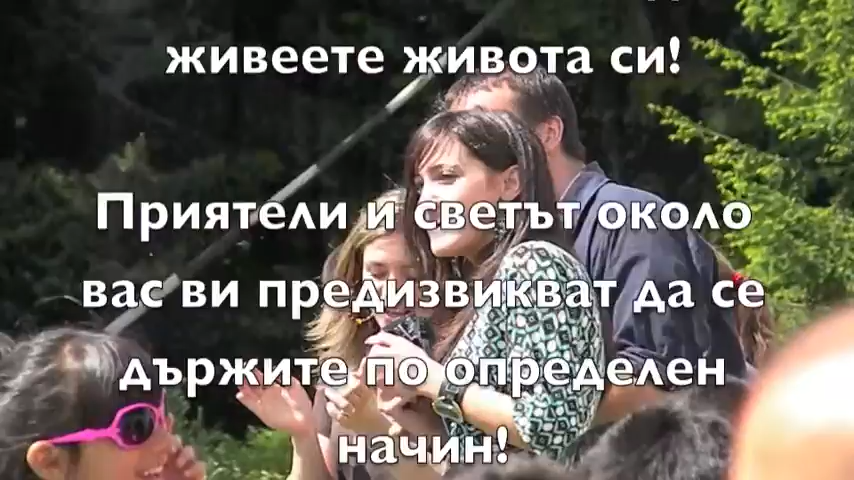 живеете живота си!
Приятели и светът около
вас ви предизвикват да се
държите по определен
начин!